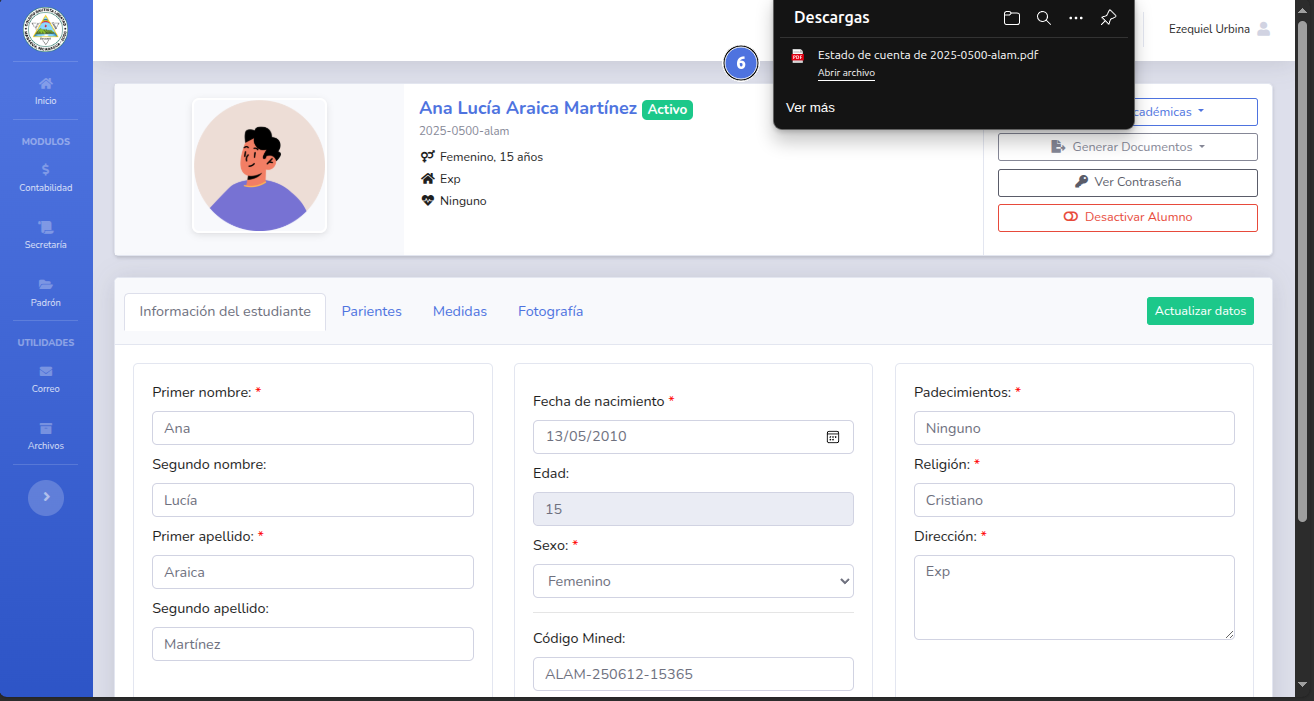 Inicio
MODULOS
Contabilidad
Secretaría
Padrón
UTILIDADES
Correo
Archivos
Descargas
PDF
Estado de cuenta de 2025-0500-alam.pdf
Abrir archivo
Ver más
6
Ezequiel Urbina
Ana Lucía Araica Martínez Activo
2025-0500-alam
Femenino, 15 años
Exp
Ninguno
cadémicas
Generar Documentos
Ver Contraseña
Desactivar Alumno
Información del estudiante
Parientes
Medidas
Fotografía
Actualizar datos
Primer nombre: *
Ana
Segundo nombre:
Lucía
Primer apellido: *
Araica
Segundo apellido:
Martínez
Fecha de nacimiento *
13/05/2010
Edad:
15
Sexo: *
Femenino
Código Mined:
ALAM-250612-15365
Padecimientos: *
Ninguno
Religión: *
Cristiano
Dirección: *
Exp